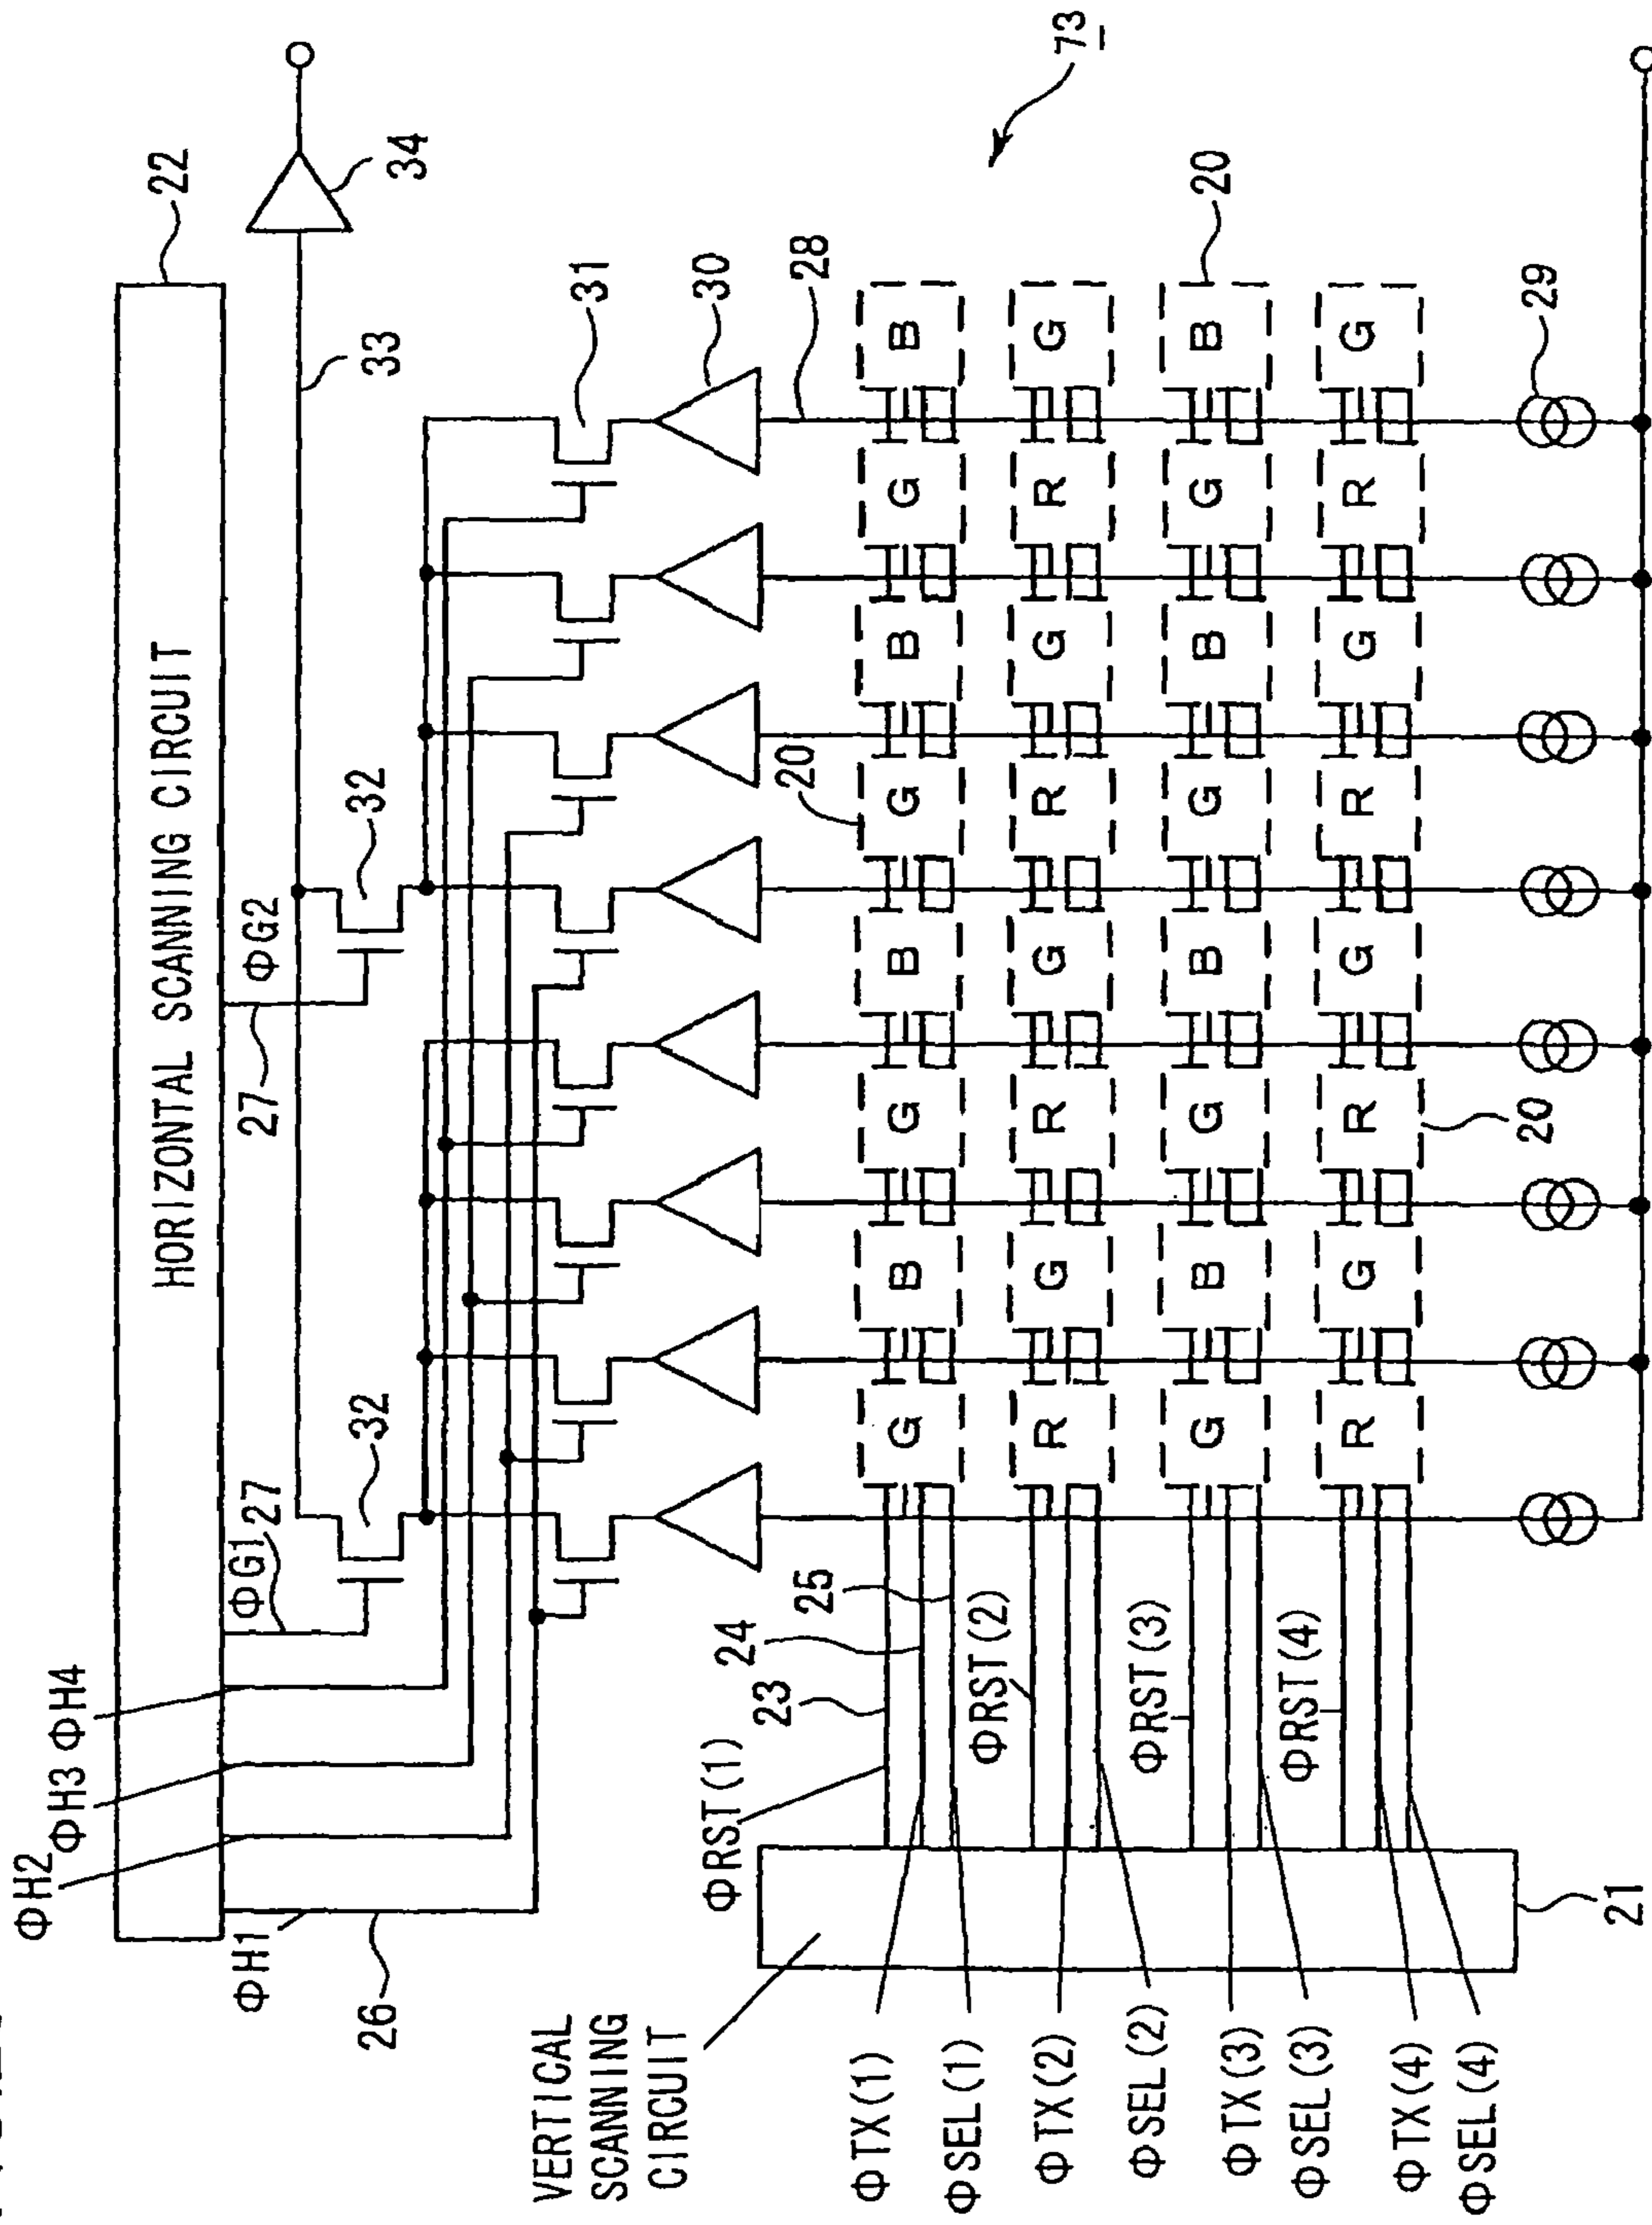 73
22
HORIZONTAL SCANNING CIRCUIT
34
33
ΦG2
27
32
ΦG1
27
32
ΦH4
ΦH3
ΦH2
ΦH1
26
31
30
28
20
20
G B G B G B G B
R G R G R G R G
G B G B G B G B
R G R G R G R G
20
20
29
23
24
25
ΦRST(1)
ΦRST(2)
ΦRST(3)
ΦRST(4)
VERTICAL
SCANNING
CIRCUIT
ΦTX(1)
ΦSEL(1)
ΦTX(2)
ΦSEL(2)
ΦTX(3)
ΦSEL(3)
ΦTX(4)
ΦSEL(4)
21